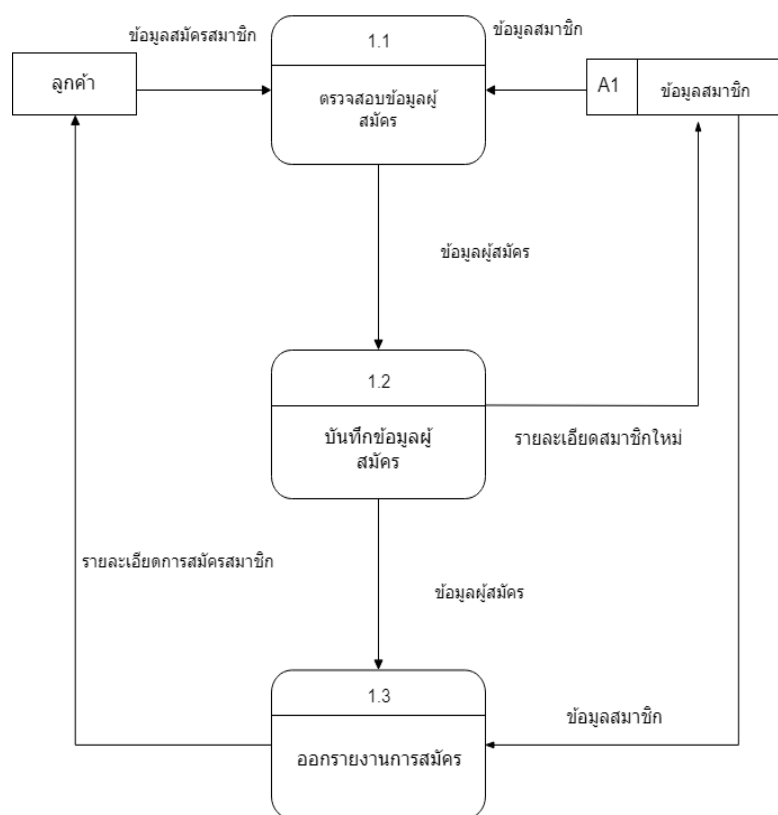 ข้อมูลสมัครสมาชิก
ข้อมูลสมาชิก
1.1
ลูกค้า
ตรวจสอบข้อมูลผู้
สมัคร
A1
ข้อมูลสมาชิก
ข้อมูลผู้สมัคร
1.2
บันทึกข้อมูลผู้
สมัคร
รายละเอียดสมาชิกใหม่
รายละเอียดการสมัครสมาชิก
ข้อมูลผู้สมัคร
1.3
ออกรายงานการสมัคร
ข้อมูลสมาชิก